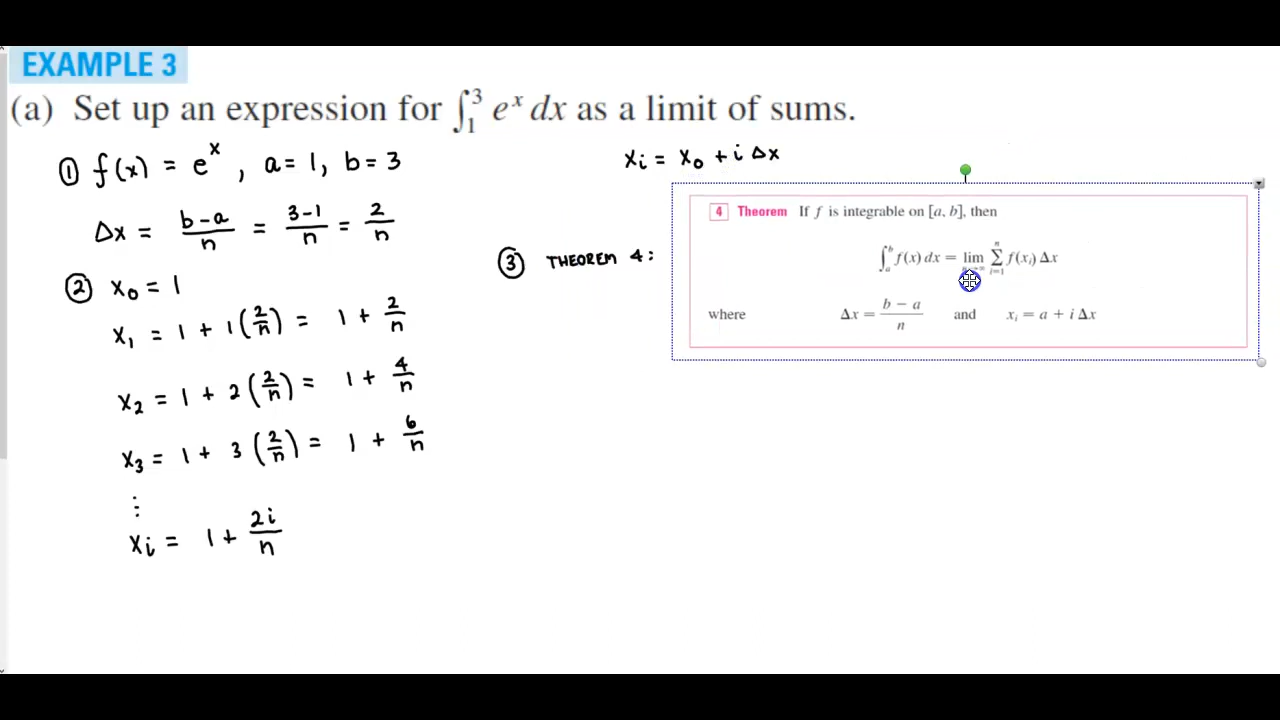 EXAMPLE 3
(a) Set up an expression for ∫₁³ eˣ dx as a limit of sums.
① f(x) = eˣ , a = 1, b = 3
Δx = (b-a)/n = (3-1)/n = 2/n
② x₀ = 1
x₁ = 1 + 1(2/n) = 1 + 2/n
x₂ = 1 + 2(2/n) = 1 + 4/n
x₃ = 1 + 3(2/n) = 1 + 6/n
⋮
xᵢ = 1 + 2i/n
xᵢ = x₀ + i Δx
③ THEOREM 4:
4 Theorem If f is integrable on [a, b], then
∫ₐᵇ f(x) dx = lim ∑ⁿᵢ₌₁ f(xᵢ) Δx
where Δx = (b − a)/n and xᵢ = a + i Δx